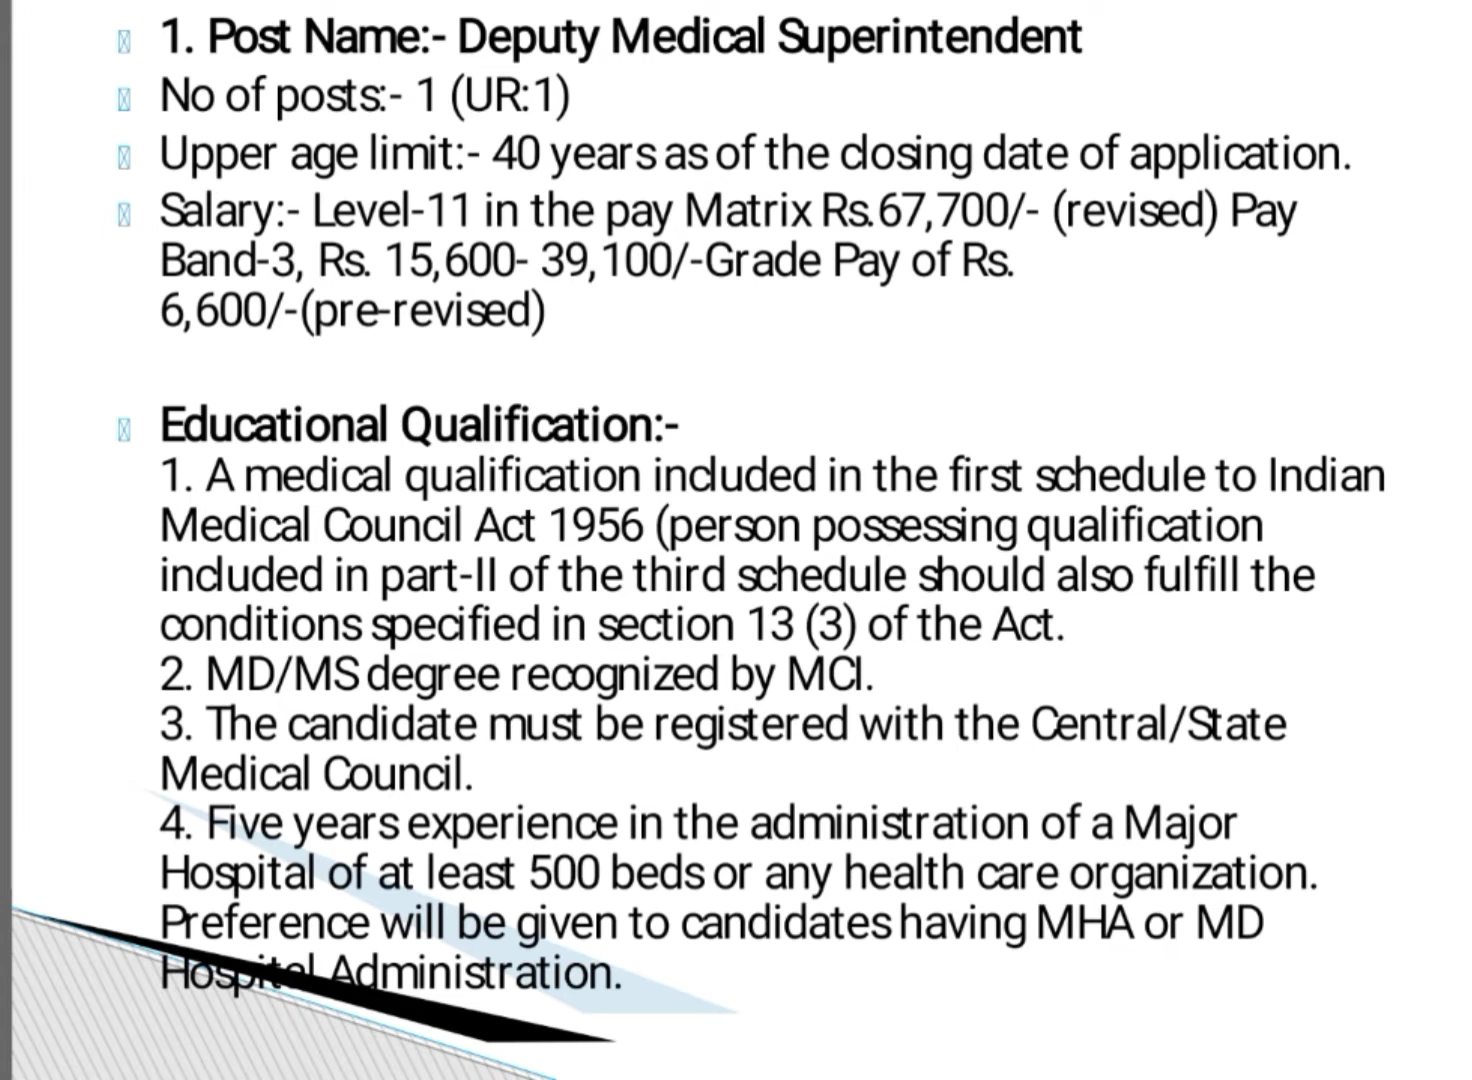 1. Post Name:- Deputy Medical Superintendent
No of posts:- 1 (UR:1)
Upper age limit:- 40 years as of the closing date of application.
Salary:- Level-11 in the pay Matrix Rs.67,700/- (revised) Pay
Band-3, Rs. 15,600- 39,100/-Grade Pay of Rs.
6,600/-(pre-revised)
Educational Qualification:-
1. A medical qualification included in the first schedule to Indian
Medical Council Act 1956 (person possessing qualification
included in part-II of the third schedule should also fulfill the
conditions specified in section 13 (3) of the Act.
2. MD/MS degree recognized by MCI.
3. The candidate must be registered with the Central/State
Medical Council.
4. Five years experience in the administration of a Major
Hospital of at least 500 beds or any health care organization.
Preference will be given to candidates having MHA or MD
Hospital Administration.